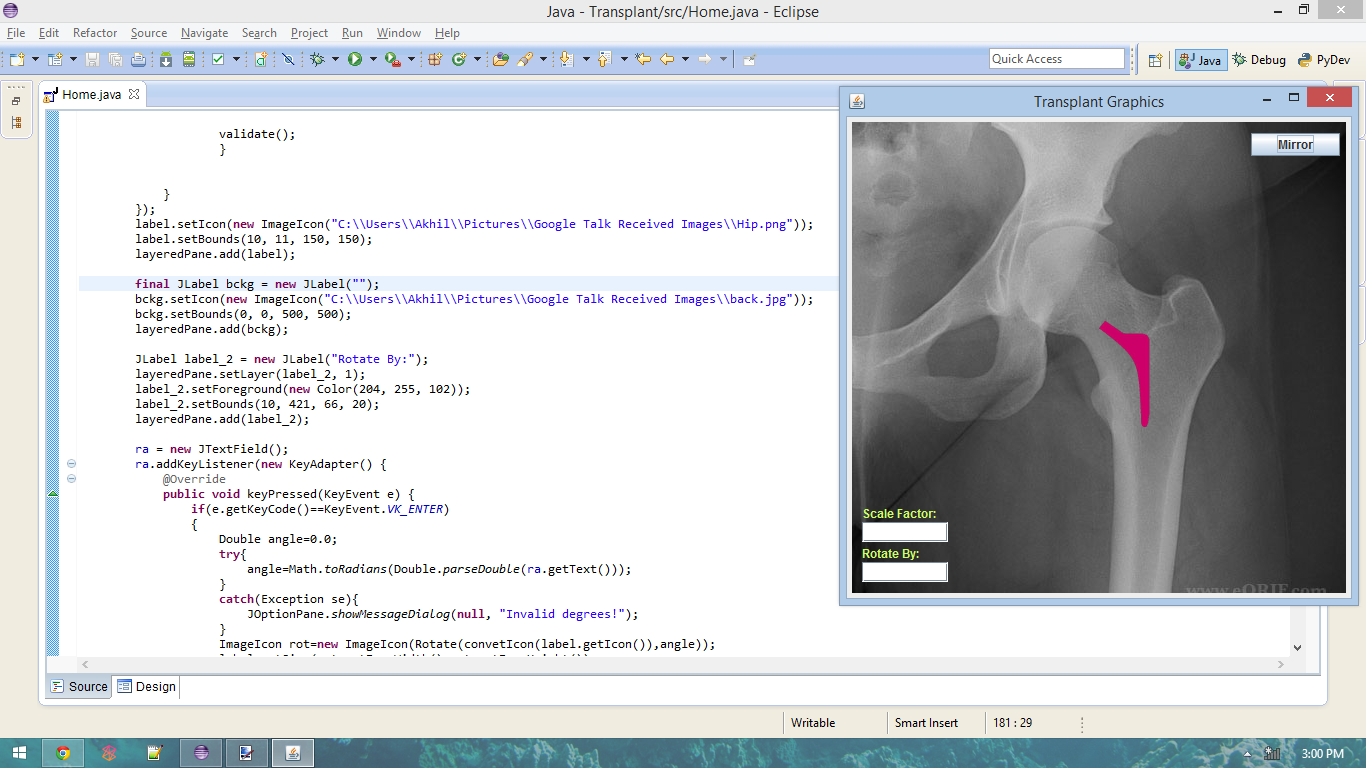 Java - Transplant/src/Home.java - Eclipse
File Edit Refactor Source Navigate Search Project Run Window Help
Quick Access
Java Debug PyDev
Home.java
validate();
}
}
});
label.setIcon(new ImageIcon("C:\\Users\\Akhil\\Pictures\\Google Talk Received Images\\Hip.png"));
label.setBounds(10, 11, 150, 150);
layeredPane.add(label);
final JLabel bckg = new JLabel("");
bckg.setIcon(new ImageIcon("C:\\Users\\Akhil\\Pictures\\Google Talk Received Images\\back.jpg"));
bckg.setBounds(0, 0, 500, 500);
layeredPane.add(bckg);
JLabel label_2 = new JLabel("Rotate By:");
layeredPane.setLayer(label_2, 1);
label_2.setForeground(new Color(204, 255, 102));
label_2.setBounds(10, 421, 66, 20);
layeredPane.add(label_2);
ra = new JTextField();
ra.addKeyListener(new KeyAdapter() {
@Override
public void keyPressed(KeyEvent e) {
if(e.getKeyCode()==KeyEvent.VK_ENTER)
{
Double angle=0.0;
try{
angle=Math.toRadians(Double.parseDouble(ra.getText()));
}
catch(Exception se){
JOptionPane.showMessageDialog(null, "Invalid degrees!");
}
ImageIcon rot=new ImageIcon(Rotate(convetIcon(label.getIcon()),angle));
Source Design
Transplant Graphics
Mirror
Scale Factor:
Rotate By:
www.eORIF.com
Writable Smart Insert 181 : 29
3:00 PM